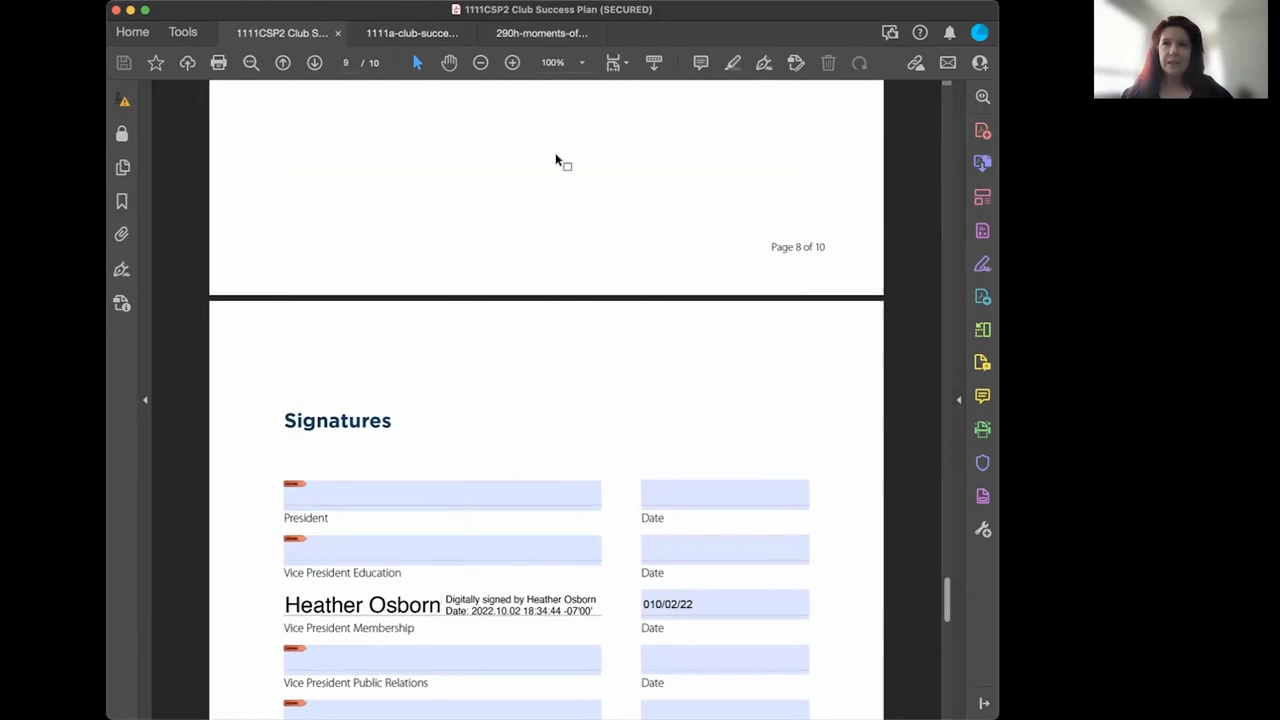 1111CSP2 Club Success Plan (SECURED)
Home
Tools
1111CSP2 Club S... ×
1111a-club-succe...
290h-moments-of...
9 / 10
100%
Page 8 of 10
Signatures
President
Date
Vice President Education
Date
Heather Osborn
Digitally signed by Heather Osborn
Date: 2022.10.02 18:34:44 -07'00'
010/02/22
Vice President Membership
Date
Vice President Public Relations
Date